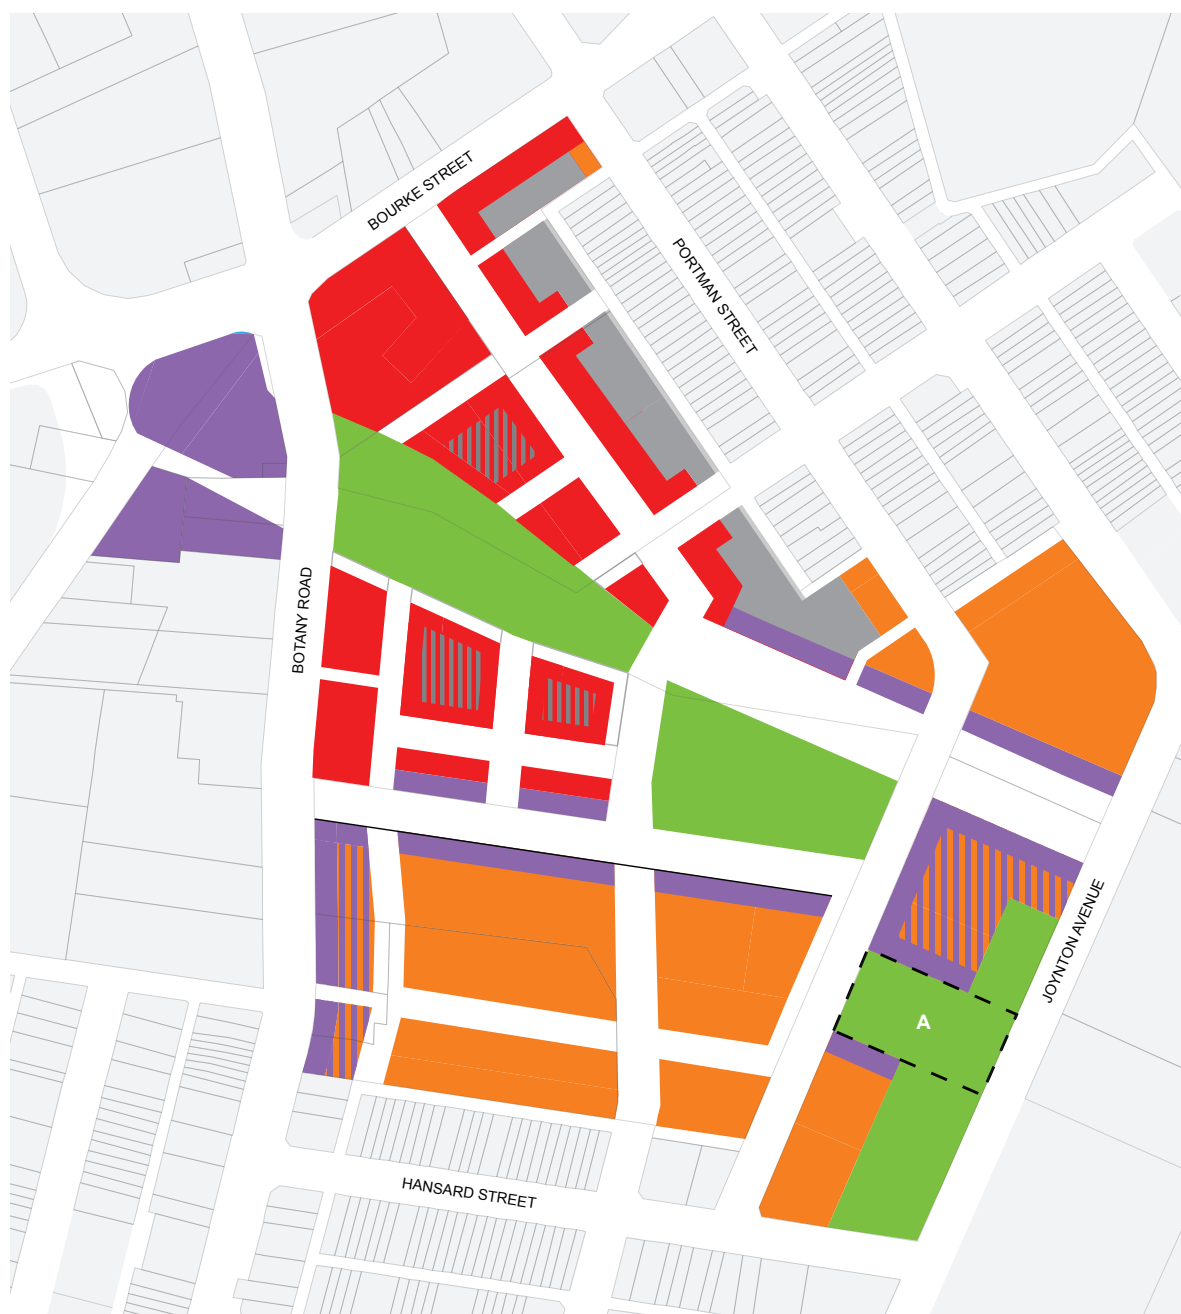 BOURKE STREET
PORTMAN STREET
BOTANY ROAD
JOYNTON AVENUE
A
HANSARD STREET